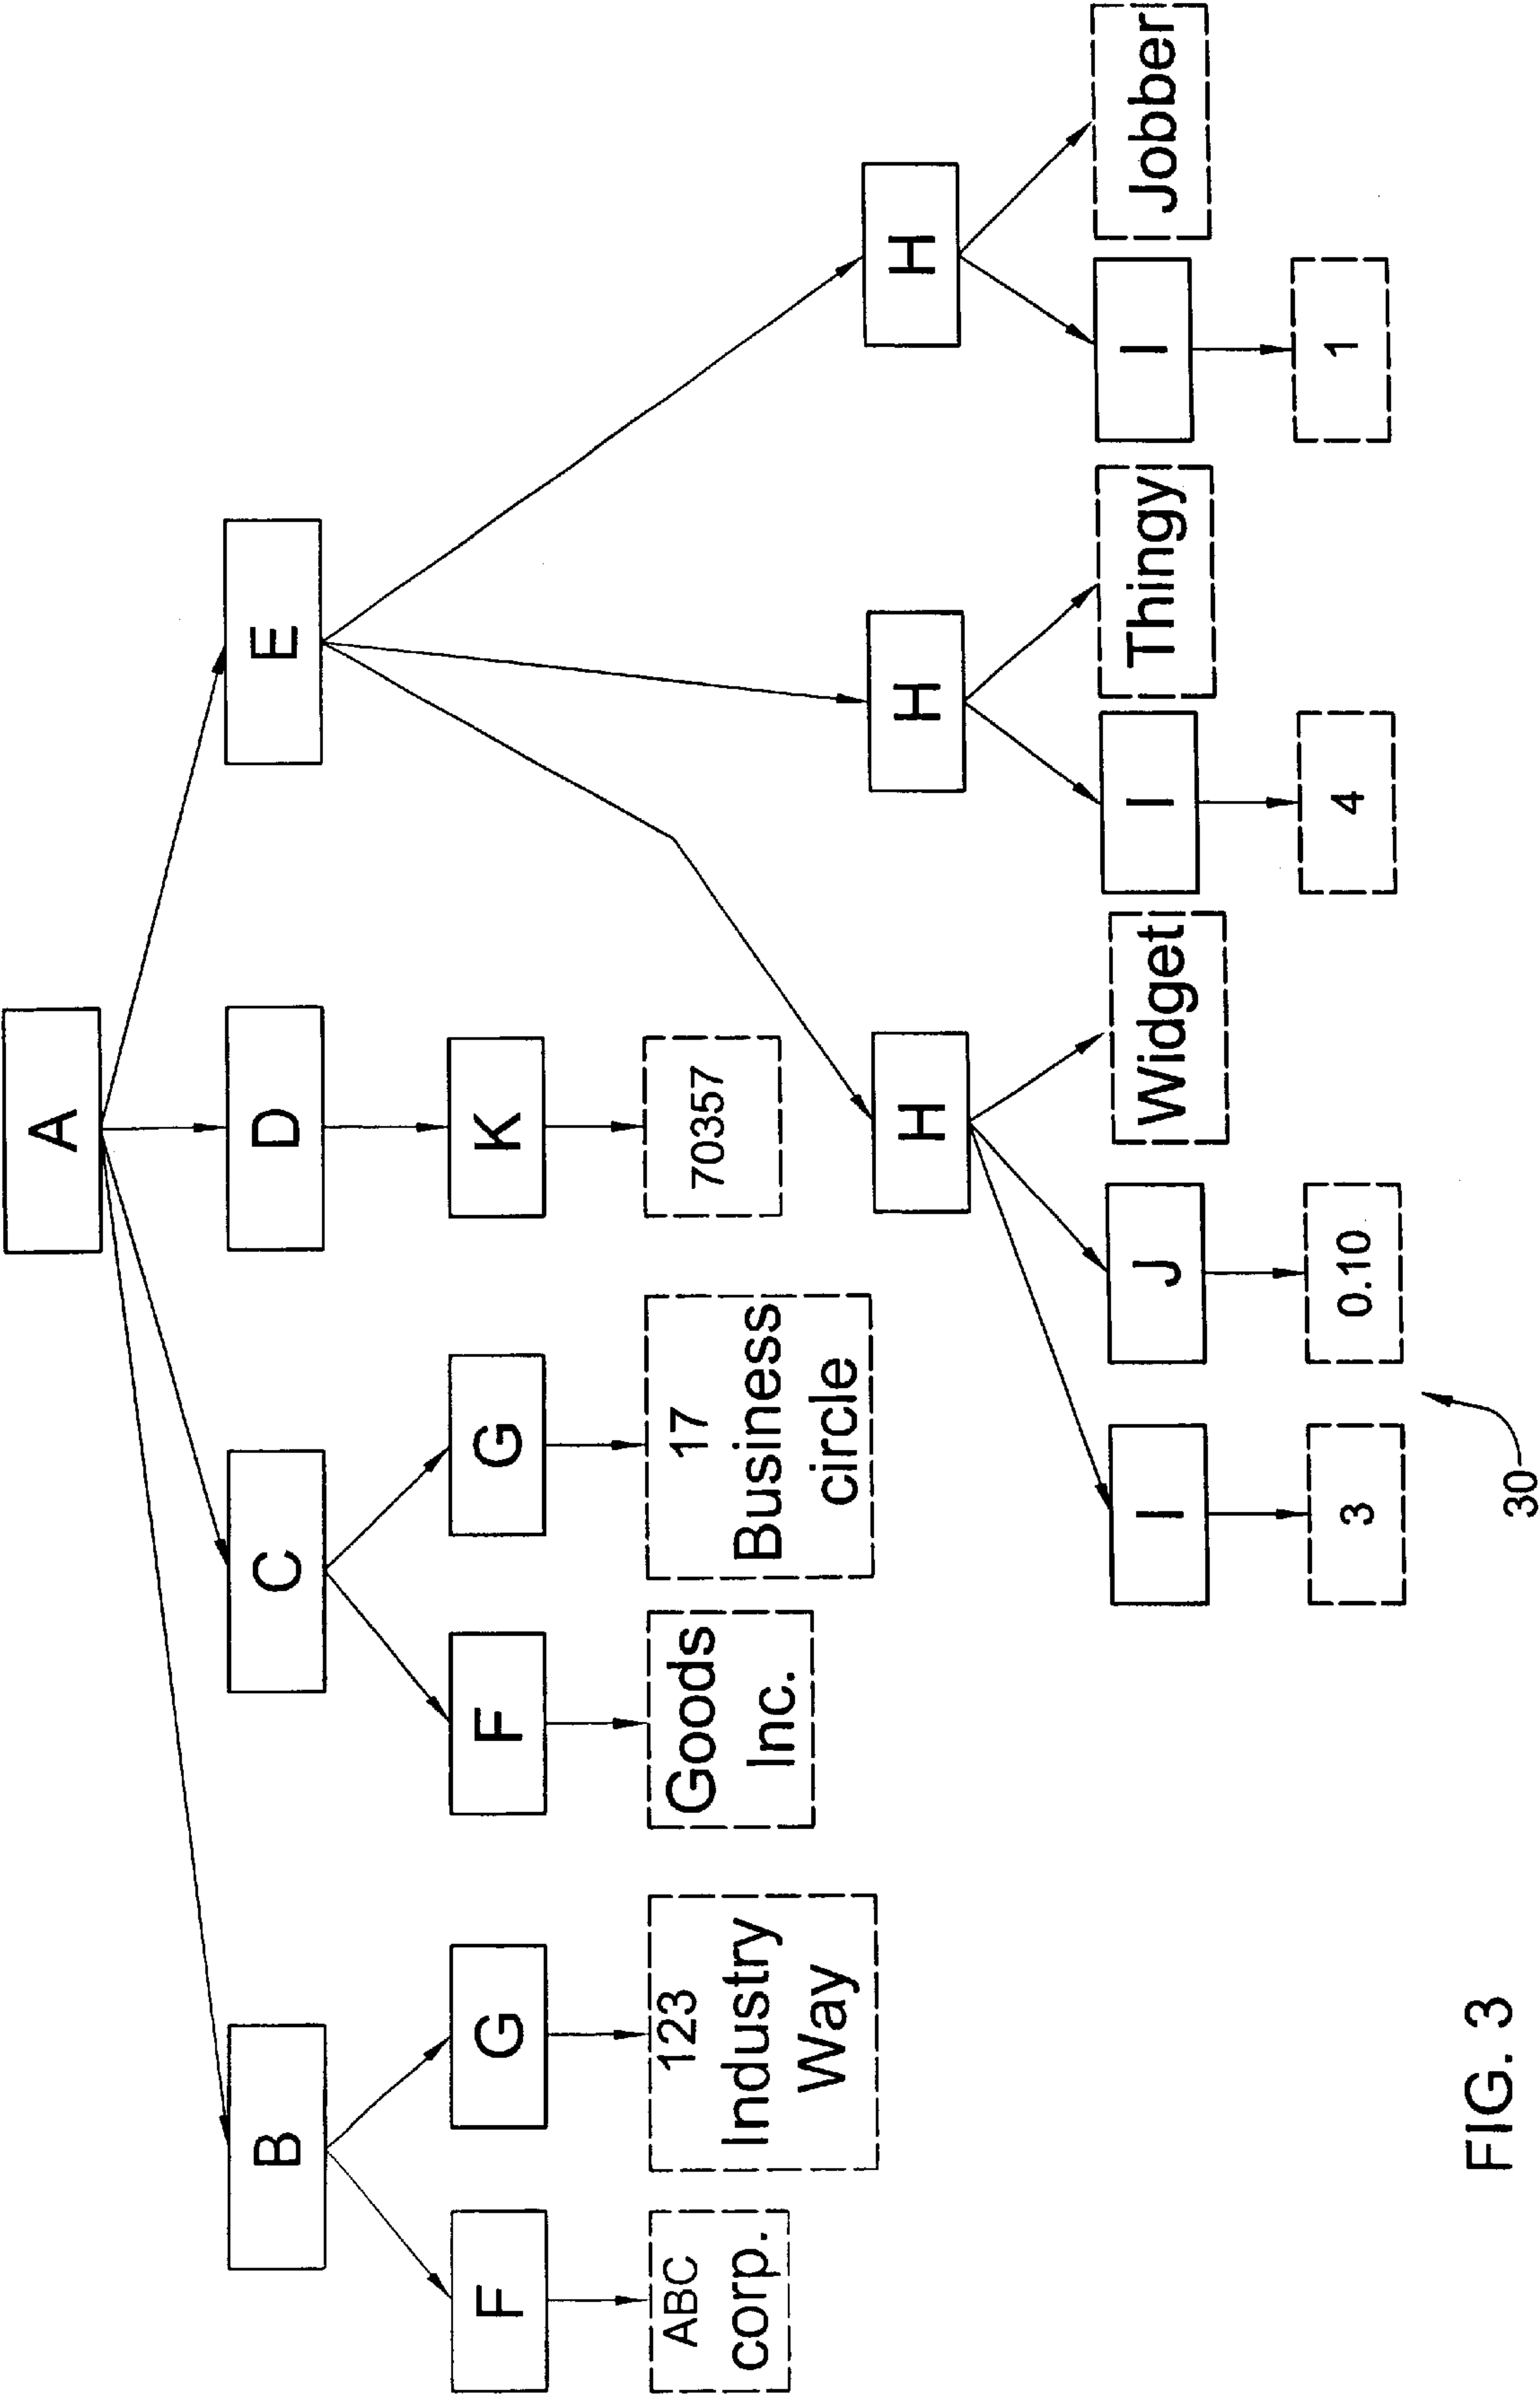 A
B
C
D
E
F
G
F
G
K
ABC
corp.
123
Industry
Way
Goods
Inc.
17
Business
circle
70357
H
H
H
I
J
Widget
I
Thingy
I
Jobber
3
0.10
4
1
30
FIG. 3